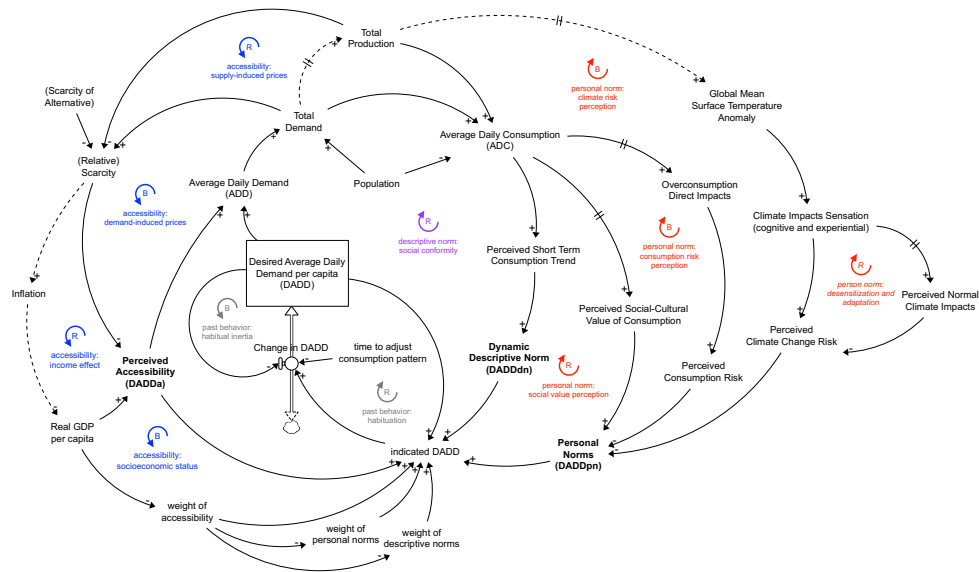 Total
Production
R
accessibility:
supply-induced prices
B
personal norm:
climate risk
perception
(Scarcity of
Alternative)
Global Mean
Surface Temperature
Anomaly
Total
Demand
Average Daily Consumption
(ADC)
(Relative)
Scarcity
Average Daily Demand
(ADD)
Population
Overconsumption
Direct Impacts
B
accessibility:
demand-induced prices
R
descriptive norm:
social conformity
B
personal norm:
consumption risk
perception
Climate Impacts Sensation
(cognitive and experiential)
Perceived Short Term
Consumption Trend
Desired Average Daily
Demand per capita
(DADD)
R
person norm:
desensitization and
adaptation
Inflation
Perceived Normal
Climate Impacts
B
past behavior:
habitual inertia
Perceived Social-Cultural
Value of Consumption
R
accessibility:
income effect
Change in DADD
time to adjust
consumption pattern
Perceived
Climate Change Risk
Perceived
Accessibility
(DADDa)
Dynamic
Descriptive Norm
(DADDdn)
R
personal norm:
social value perception
Perceived
Consumption Risk
R
past behavior:
habituation
Real GDP
per capita
B
accessibility:
socioeconomic status
indicated DADD
Personal
Norms
(DADDpn)
weight of
accessibility
weight of
personal norms
weight of
descriptive norms